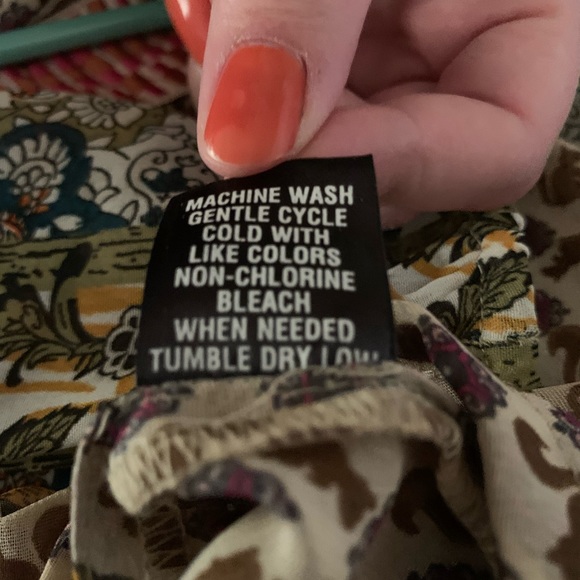 MACHINE WASH
GENTLE CYCLE
COLD WITH
LIKE COLORS
NON-CHLORINE
BLEACH
WHEN NEEDED
TUMBLE DRY LOW